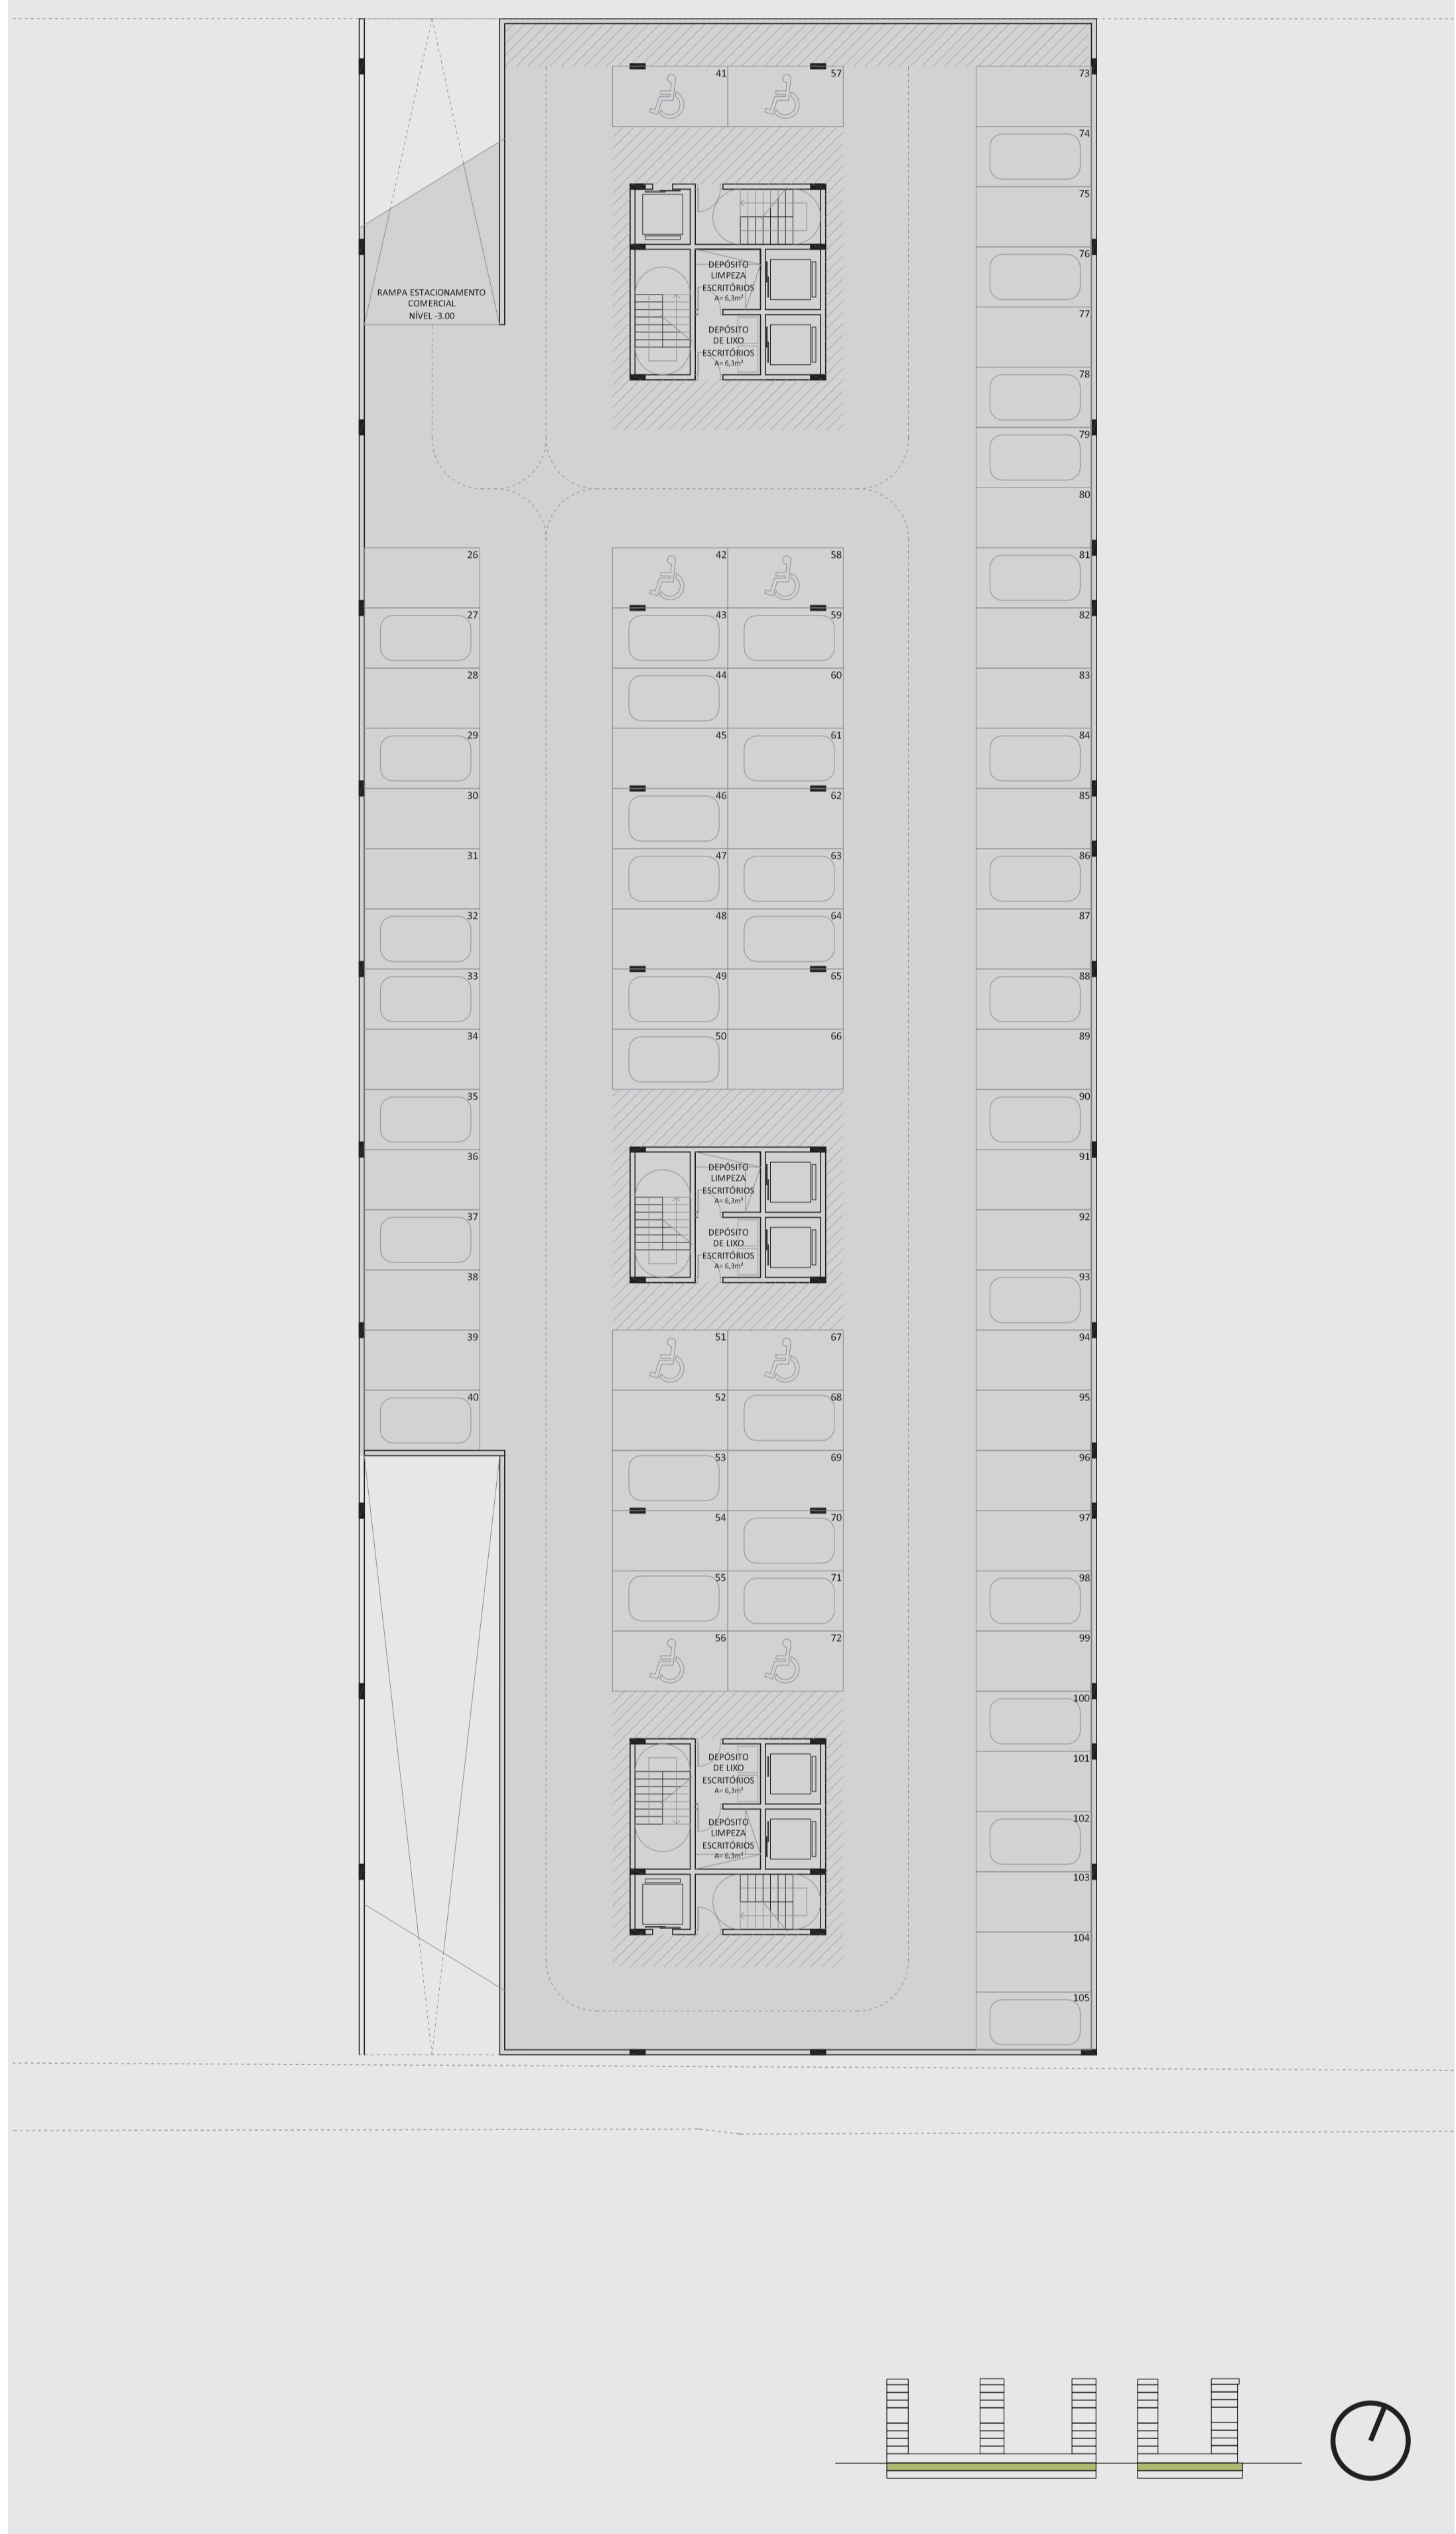 41
57
73
74
75
76
DEPÓSITO
LIMPEZA
ESCRITÓRIOS
A= 6,3m²
RAMPA ESTACIONAMENTO
COMERCIAL
NÍVEL -3.00
77
DEPÓSITO
DE LIXO
ESCRITÓRIOS
A= 6,3m²
78
79
80
26
42
58
81
27
43
59
82
28
44
60
83
29
45
61
84
30
46
62
85
31
47
63
86
32
48
64
87
33
49
65
88
34
50
66
89
35
90
36
91
DEPÓSITO
LIMPEZA
ESCRITÓRIOS
A= 6,3m²
37
92
DEPÓSITO
DE LIXO
ESCRITÓRIOS
A= 6,3m²
38
93
39
51
67
94
40
52
68
95
53
69
96
54
70
97
55
71
98
56
72
99
100
DEPÓSITO
DE LIXO
ESCRITÓRIOS
A= 6,3m²
101
102
DEPÓSITO
LIMPEZA
ESCRITÓRIOS
A= 6,3m²
103
104
105